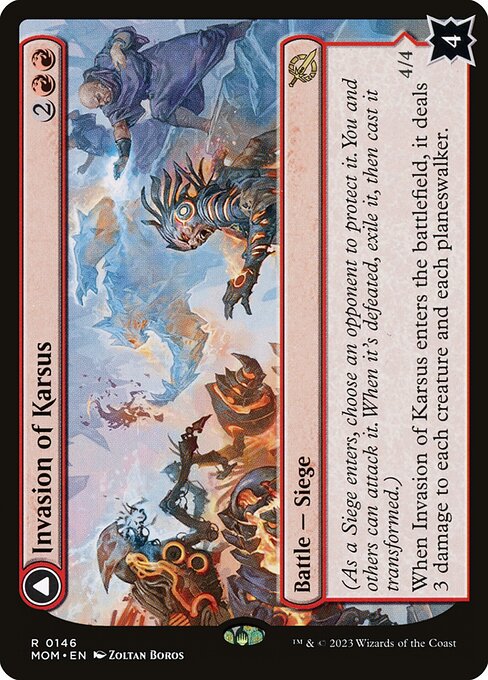 Invasion of Karsus
2
Battle – Siege
4
4/4
(As a Siege enters, choose an opponent to protect it. You and
others can attack it. When it's defeated, exile it, then cast it
transformed.)
When Invasion of Karsus enters the battlefield, it deals
3 damage to each creature and each planeswalker.
R 0146
MOM • EN ZOLTAN BOROS
™ & © 2023 Wizards of the Coast